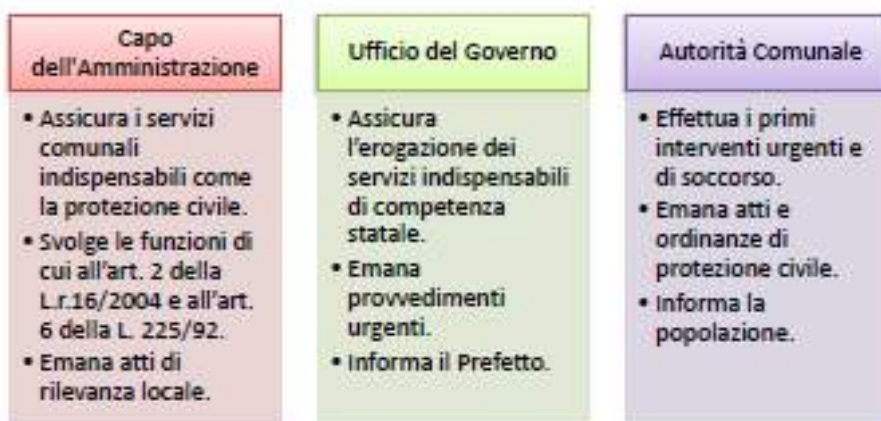 Capo
dell'Amministrazione
• Assicura i servizi
comunali
indispensabili come
la protezione civile.
• Svolge le funzioni di
cui all'art. 2 della
L.r.16/2004 e all'art.
6 della L. 225/92.
• Emana atti di
rilevanza locale.
Ufficio del Governo
• Assicura
l'erogazione dei
servizi indispensabili
di competenza
statale.
• Emana
provvedimenti
urgenti.
• Informa il Prefetto.
Autorità Comunale
• Effettua i primi
interventi urgenti e
di soccorso.
• Emana atti e
ordinanze di
protezione civile.
• Informa la
popolazione.